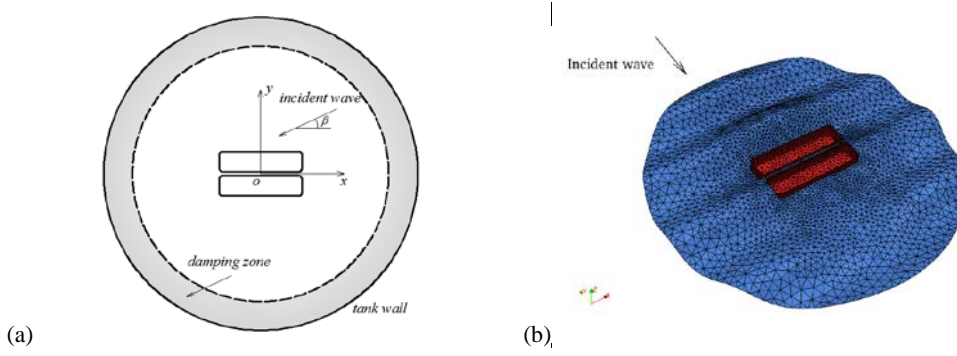 y
incident wave
β
o
x
damping zone
tank wall
(a)
Incident wave
(b)